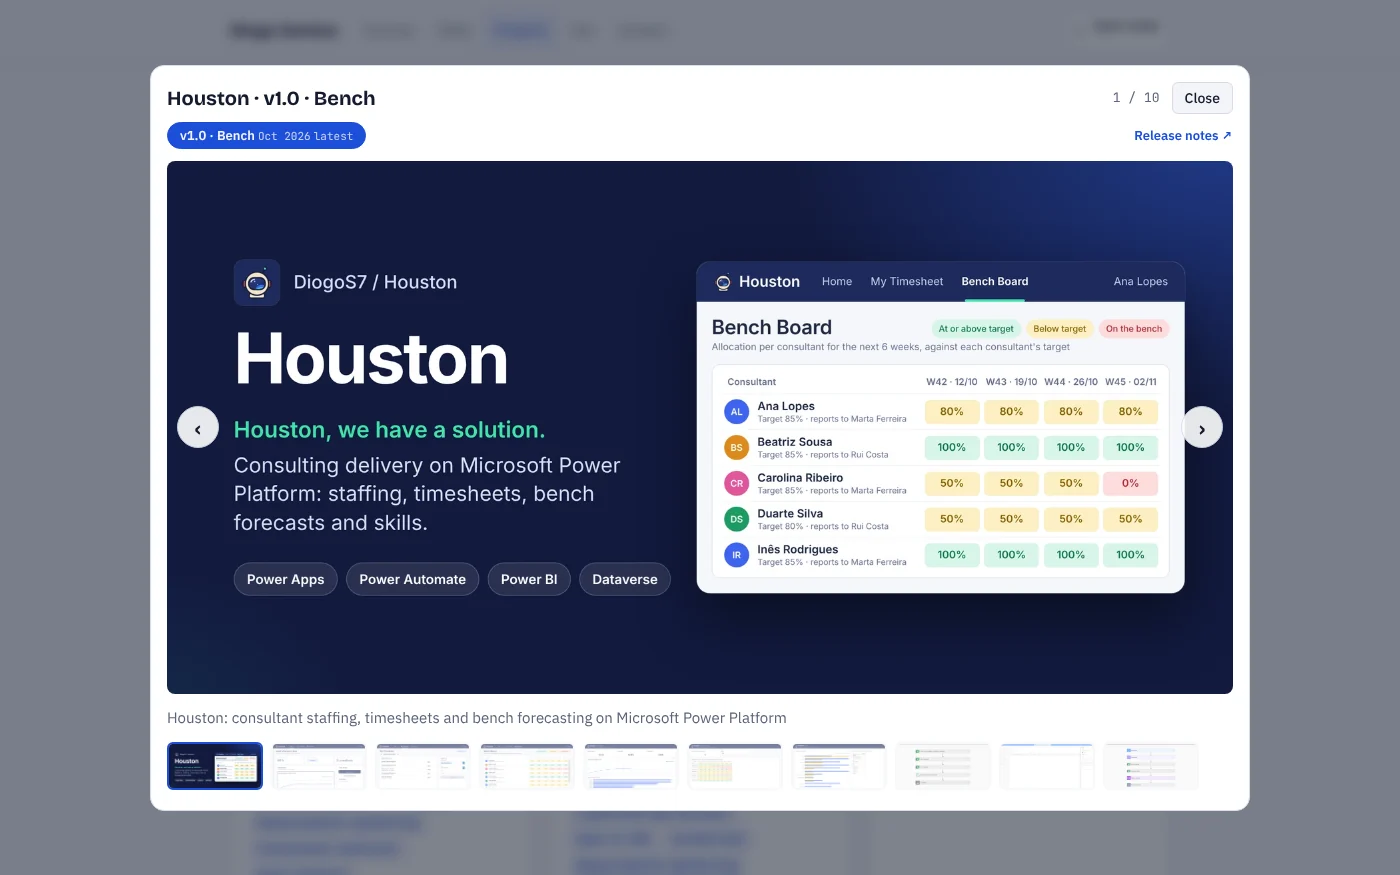 Houston · v1.0 · Bench
1 / 10
Close
v1.0 · Bench Oct 2026 Latest
Release notes ↗
DiogoS7 / Houston
Houston
Houston, we have a solution.
Consulting delivery on Microsoft Power
Platform: staffing, timesheets, bench
forecasts and skills.
Power Apps
Power Automate
Power BI
Dataverse
Houston
Home
My Timesheet
Bench Board
Ana Lopes
Bench Board
At or above target
Below target
On the bench
Allocation per consultant for the next 6 weeks, against each consultant's target
Consultant W42 · 12/10 W43 · 19/10 W44 · 26/10 W45 · 02/11
AL Ana Lopes 80% 80% 80% 80%
Target 85% · reports to Marta Ferreira
BS Beatriz Sousa 100% 100% 100% 100%
Target 85% · reports to Rui Costa
CR Carolina Ribeiro 50% 50% 50% 0%
Target 85% · reports to Marta Ferreira
DS Duarte Silva 50% 50% 50% 50%
Target 80% · reports to Rui Costa
IR Inês Rodrigues 100% 100% 100% 100%
Target 85% · reports to Marta Ferreira
Houston: consultant staffing, timesheets and bench forecasting on Microsoft Power Platform
Houston